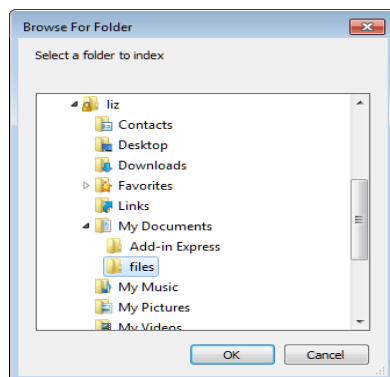 Browse For Folder
Select a folder to index
liz
Contacts
Desktop
Downloads
Favorites
Links
My Documents
Add-in Express
files
My Music
My Pictures
My Videos
OK
Cancel